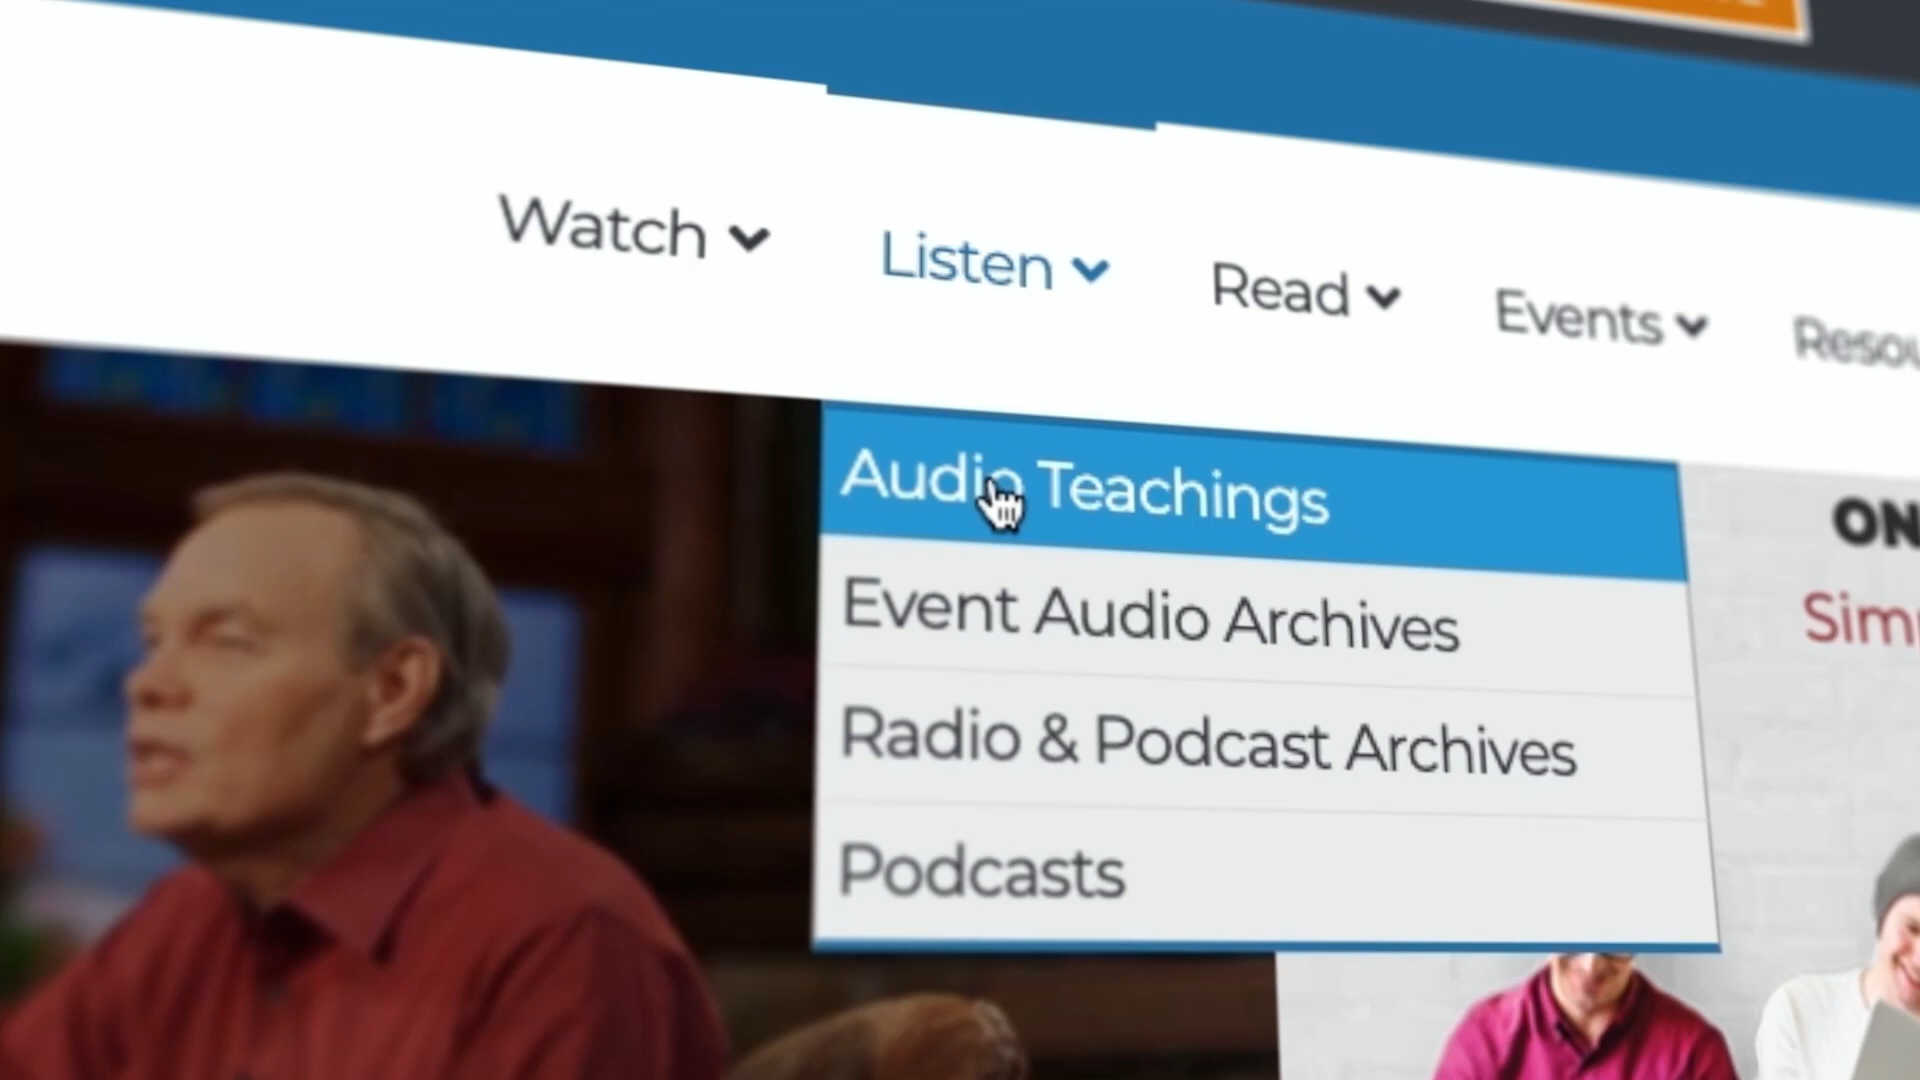 Watch
Listen
Read
Events
Audio Teachings
Event Audio Archives
Radio & Podcast Archives
Podcasts